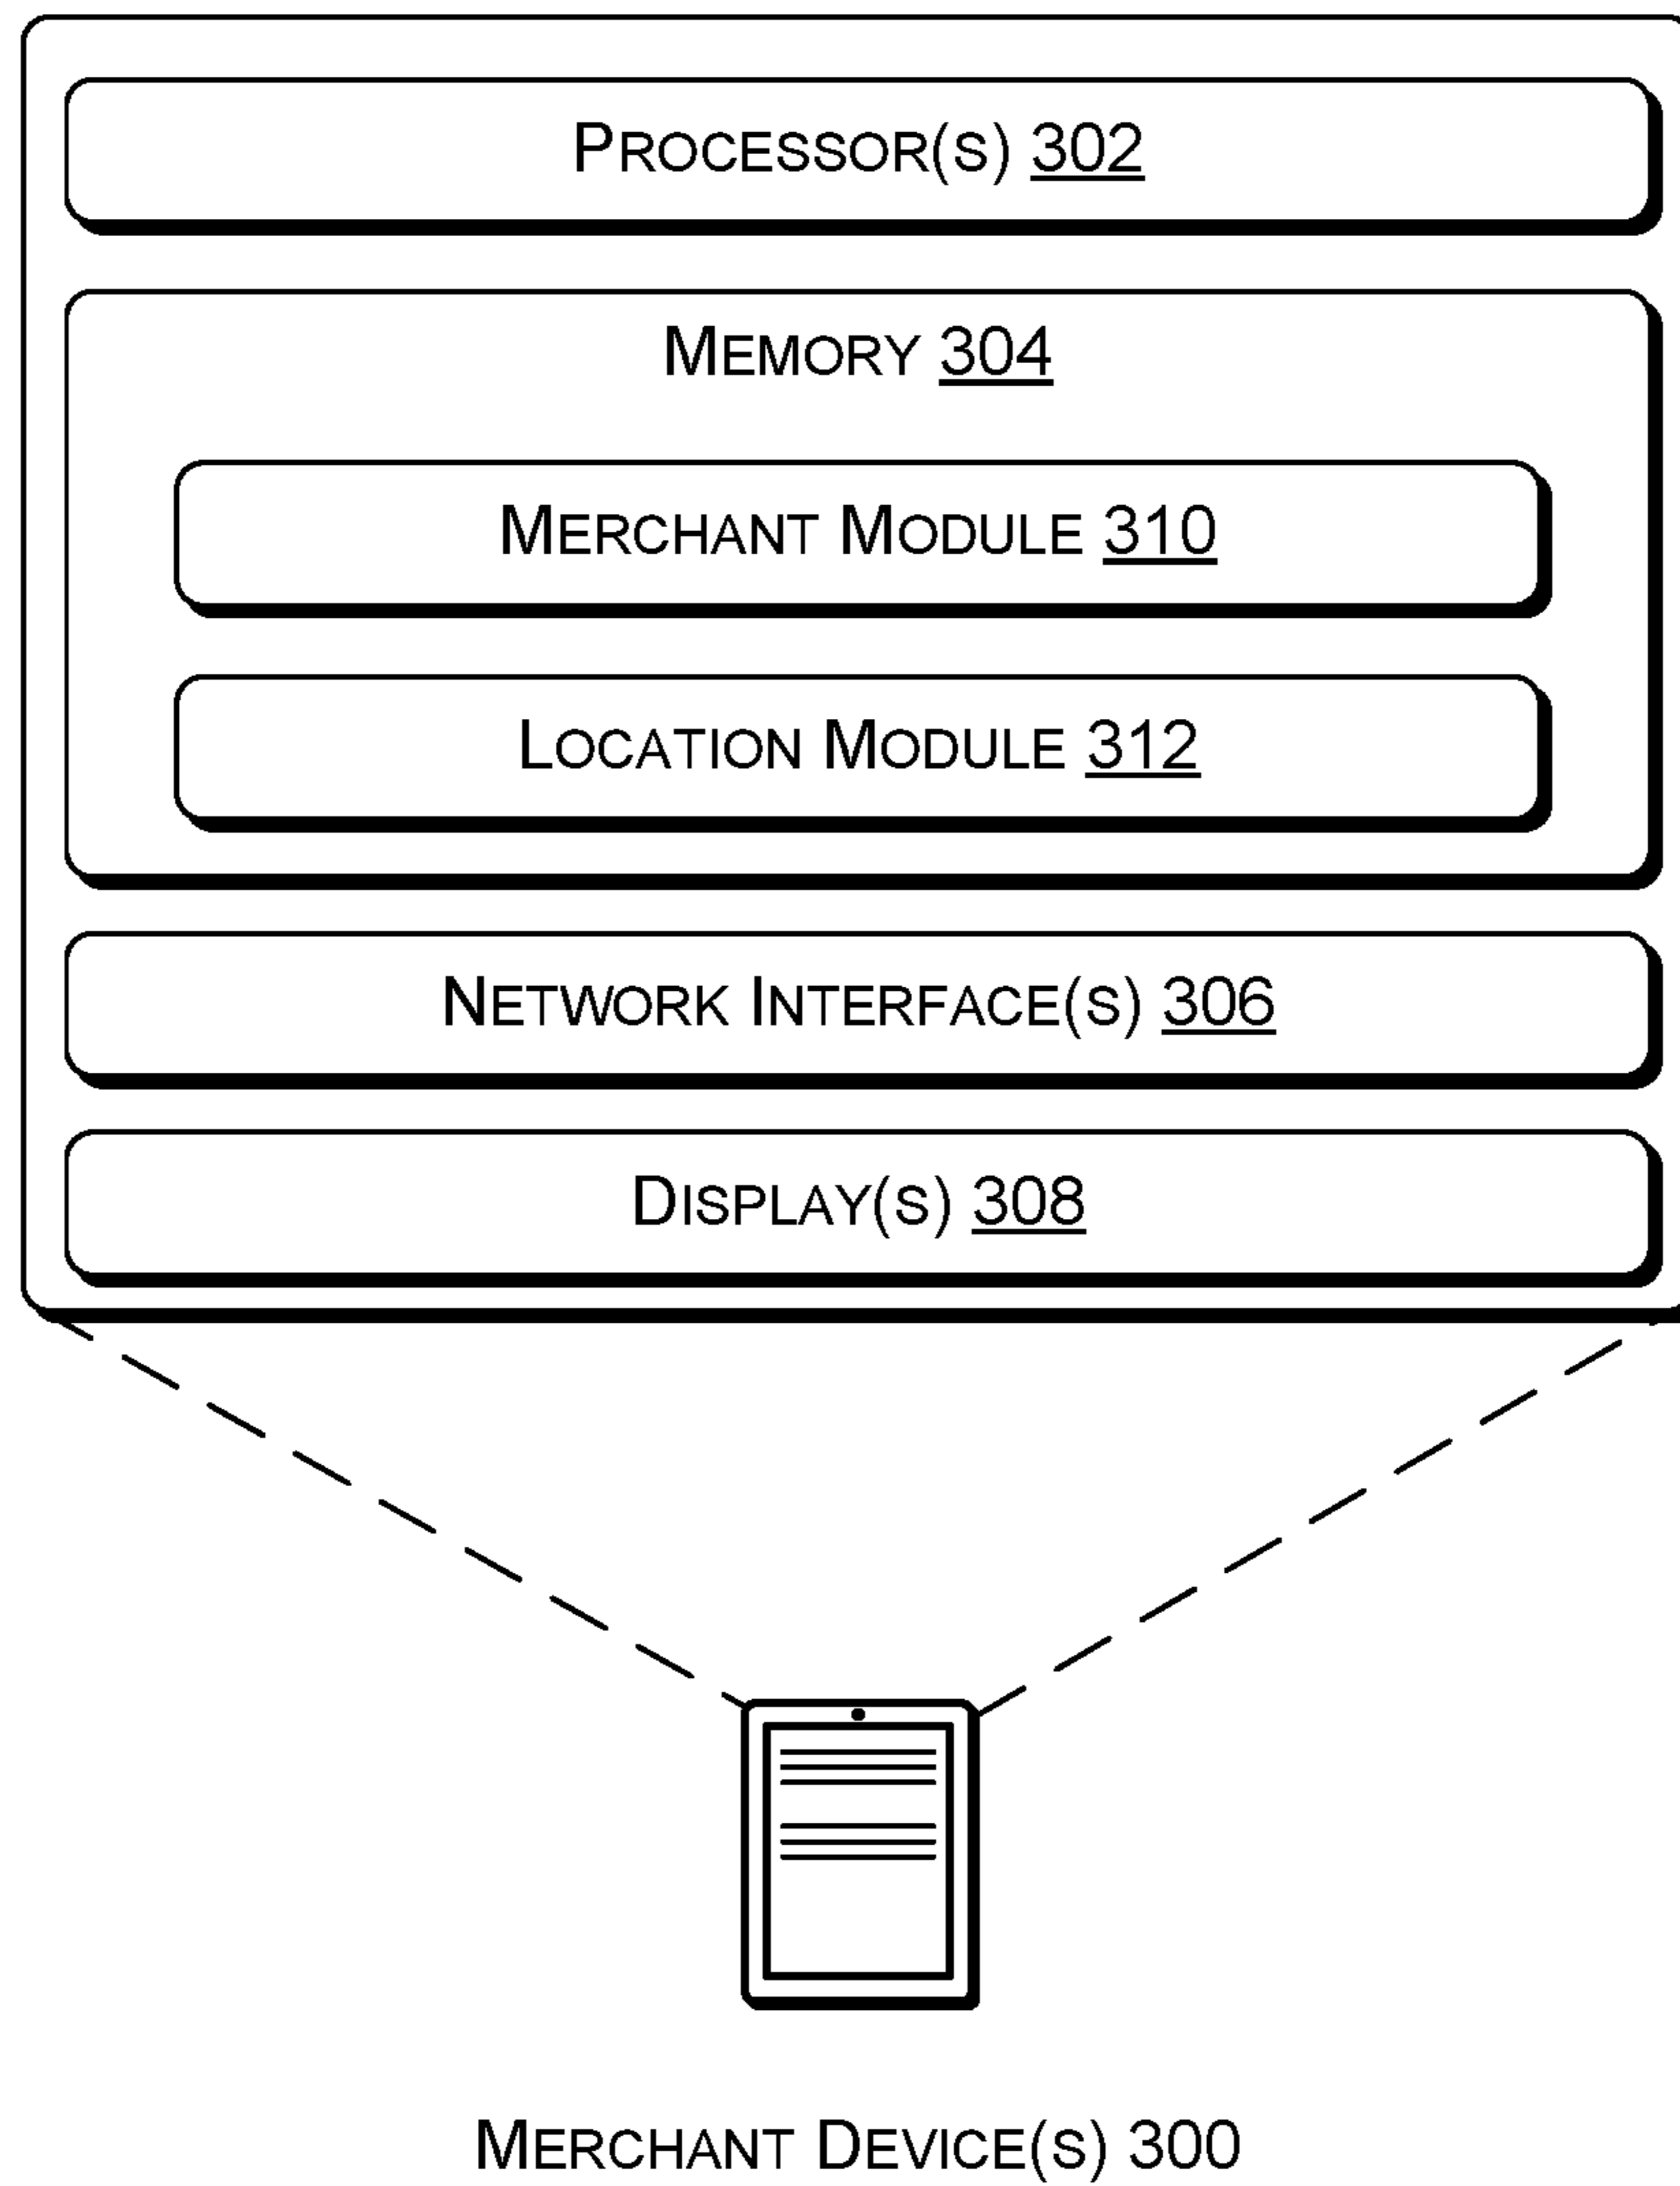 PROCESSOR(S) 302
MEMORY 304
MERCHANT MODULE 310
LOCATION MODULE 312
NETWORK INTERFACE(S) 306
DISPLAY(S) 308
MERCHANT DEVICE(S) 300